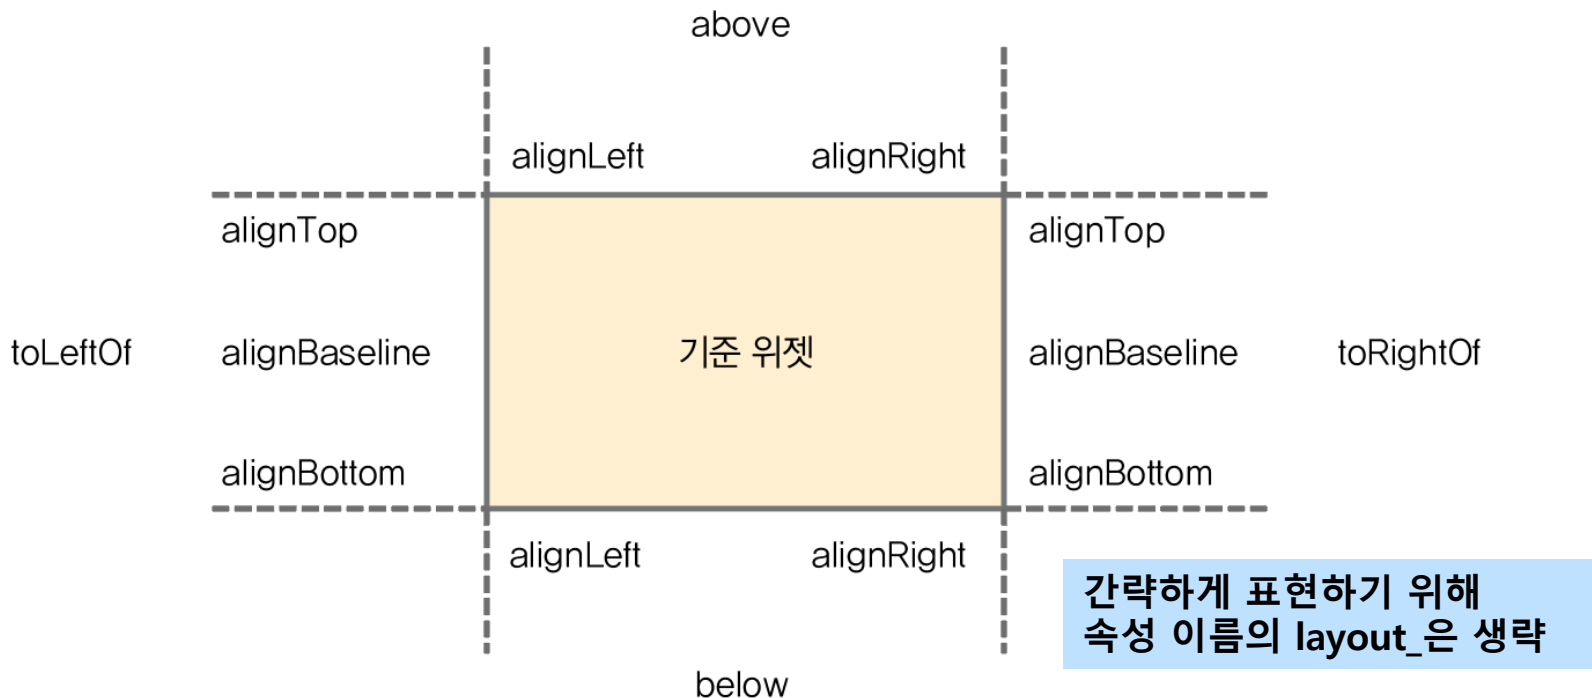 above
alignLeft alignRight
alignTop alignTop
toLeftOf alignBaseline 기준 위젯 alignBaseline toRightOf
alignBottom alignBottom
alignLeft alignRight
간략하게 표현하기 위해
속성 이름의 layout_은 생략
below